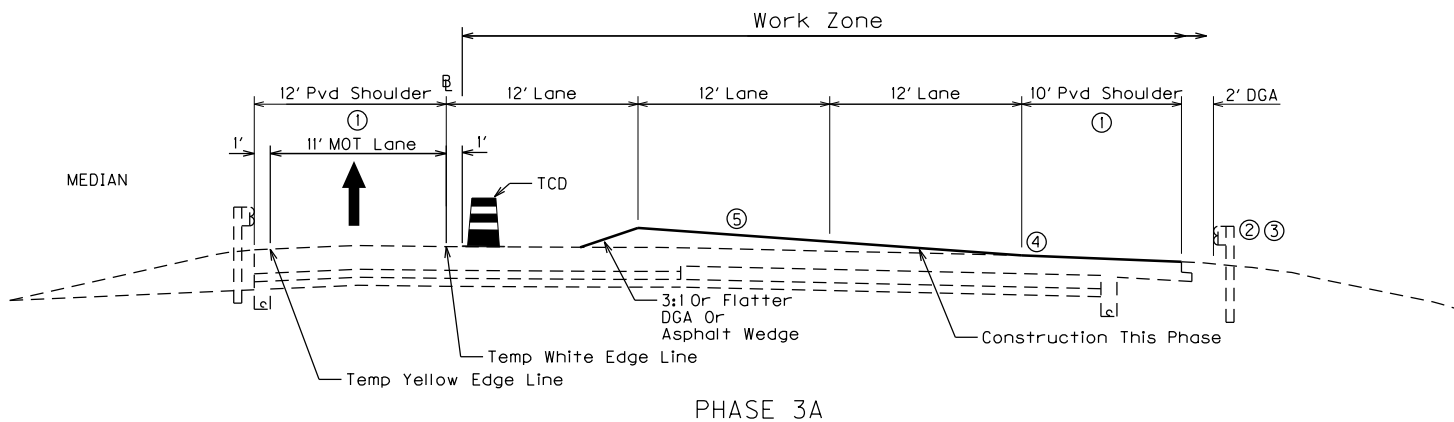 Work Zone
B
12' Pvd Shoulder
12' Lane
12' Lane
12' Lane
10' Pvd Shoulder
2' DGA
1
1
1'
11' MOT Lane
1'
MEDIAN
TCD
5
4
2 3
3:1 Or Flatter
DGA Or
Asphalt Wedge
Construction This Phase
Temp White Edge Line
Temp Yellow Edge Line
PHASE 3A